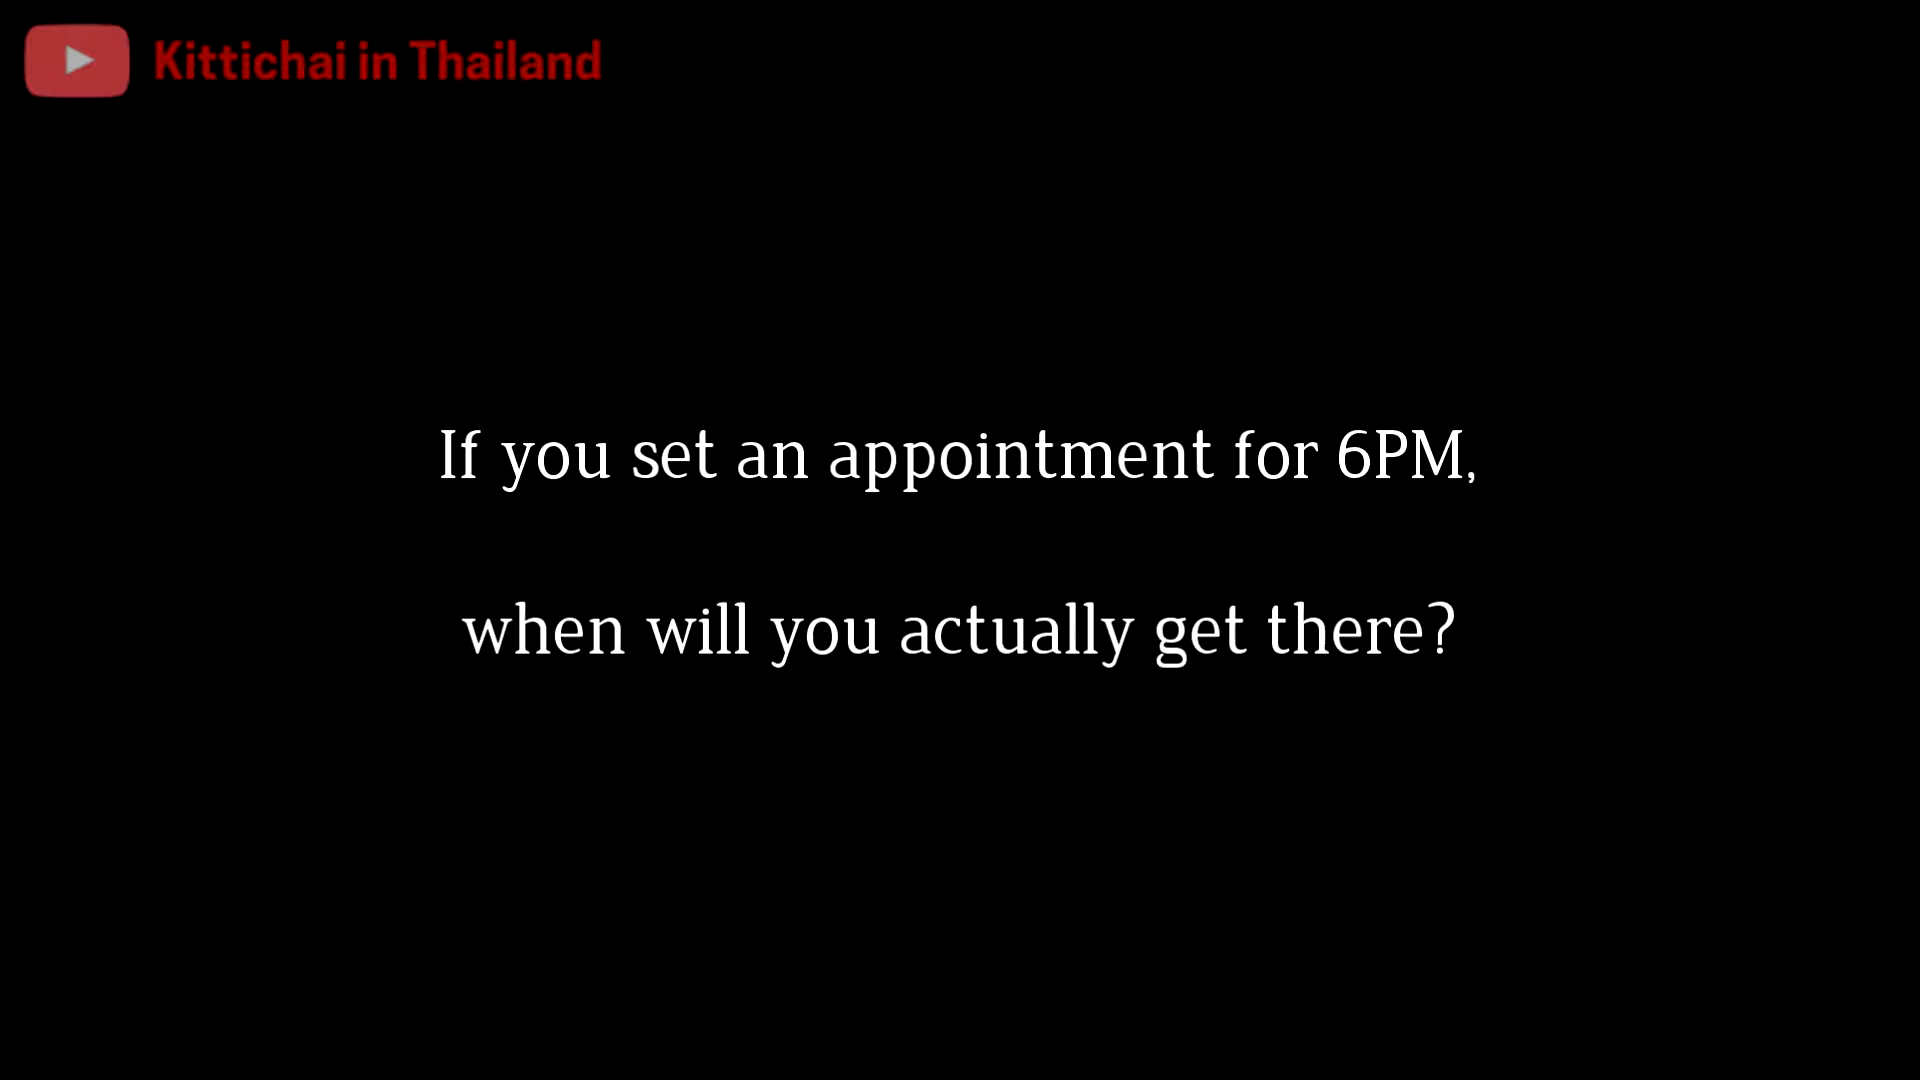 Kittichai in Thailand
If you set an appointment for 6PM,
when will you actually get there?